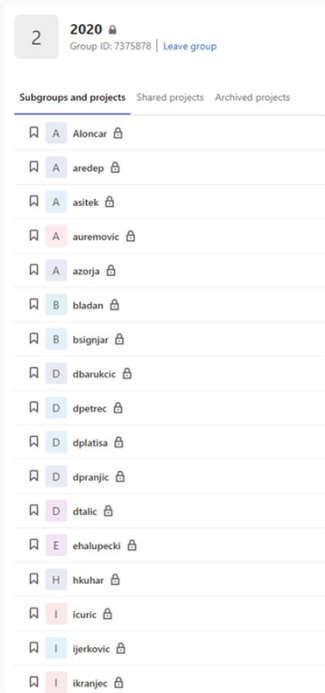 2 2020
Group ID: 7375878 | Leave group
Subgroups and projects Shared projects Archived projects
A Aloncar
A aredep
A asitek
A auremovic
A azorja
B bladan
B bsignjar
D dbarukcic
D dpetrec
D dplatisa
D dpranjic
D dtalic
E ehalupecki
H hkuhar
I icuric
I ijerkovic
I ikranjec